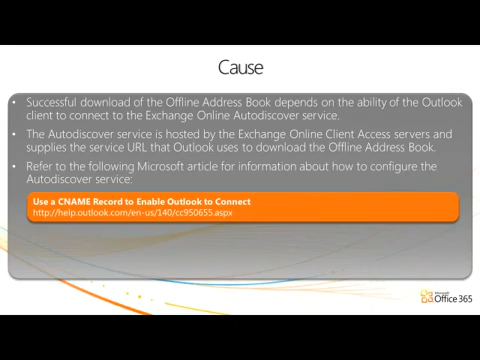 Cause
• Successful download of the Offline Address Book depends on the ability of the Outlook
client to connect to the Exchange Online Autodiscover service.
• The Autodiscover service is hosted by the Exchange Online Client Access servers and
supplies the service URL that Outlook uses to download the Offline Address Book.
• Refer to the following Microsoft article for information about how to configure the
Autodiscover service:
Use a CNAME Record to Enable Outlook to Connect
http://help.outlook.com/en-us/140/cc950655.aspx
Microsoft
Office 365